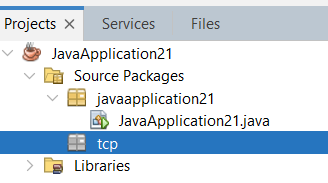 Projects Services Files
JavaApplication21
Source Packages
javaapplication21
JavaApplication21.java
tcp
Libraries